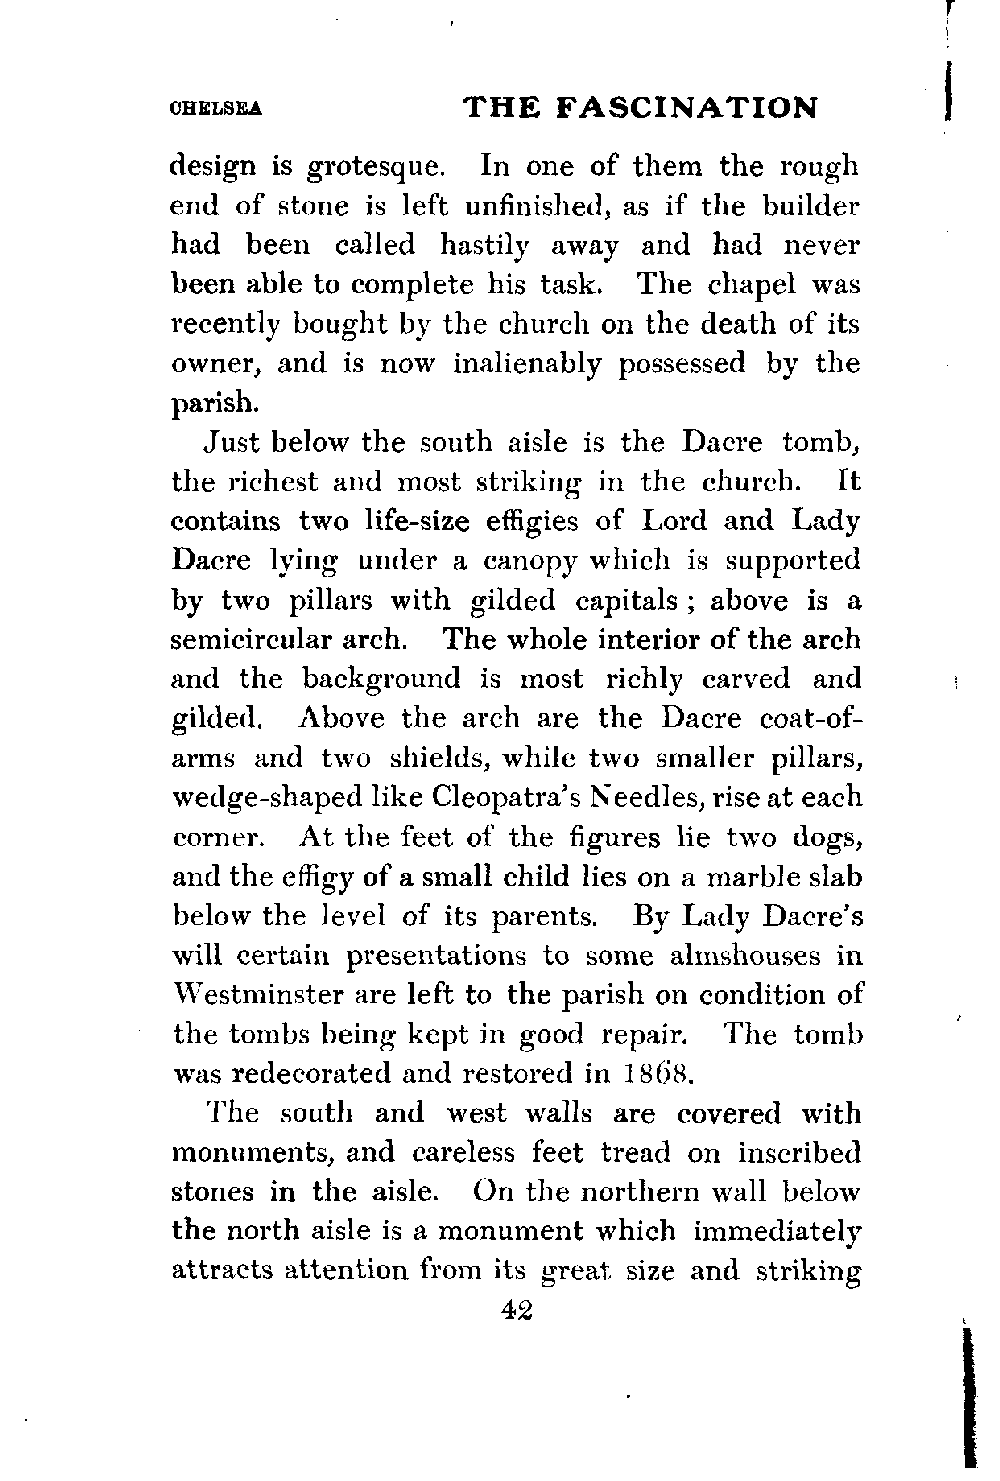 CHELSEA THE FASCINATION
design is grotesque. In one of them the rough
end of stone is left unfinished, as if the builder
had been called hastily away and had never
been able to complete his task. The chapel was
recently bought by the church on the death of its
owner, and is now inalienably possessed by the
parish.
Just below the south aisle is the Dacre tomb,
the richest and most striking in the church. It
contains two life-size effigies of Lord and Lady
Dacre lying under a canopy which is supported
by two pillars with gilded capitals ; above is a
semicircular arch. The whole interior of the arch
and the background is most richly carved and
gilded. Above the arch are the Dacre coat-of-
arms and two shields, while two smaller pillars,
wedge-shaped like Cleopatra's Needles, rise at each
corner. At the feet of the figures lie two dogs,
and the effigy of a small child lies on a marble slab
below the level of its parents. By Lady Dacre's
will certain presentations to some almshouses in
Westminster are left to the parish on condition of
the tombs being kept in good repair. The tomb
was redecorated and restored in 1868.
The south and west walls are covered with
monuments, and careless feet tread on inscribed
stones in the aisle. On the northern wall below
the north aisle is a monument which immediately
attracts attention from its great size and striking
42